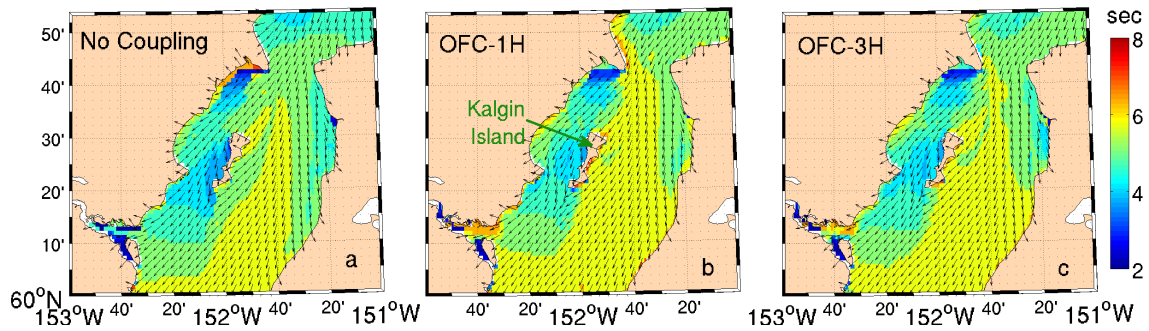 sec
50'
No Coupling
OFC-1H
OFC-3H
8
40'
Kalgin
Island
30'
6
20'
4
10'
a
b
c
60°N
2
153°W 40' 20' 152°W 40' 20' 151°W
40' 20' 152°W 40' 20'
40' 20' 152°W 40' 20' 151°W